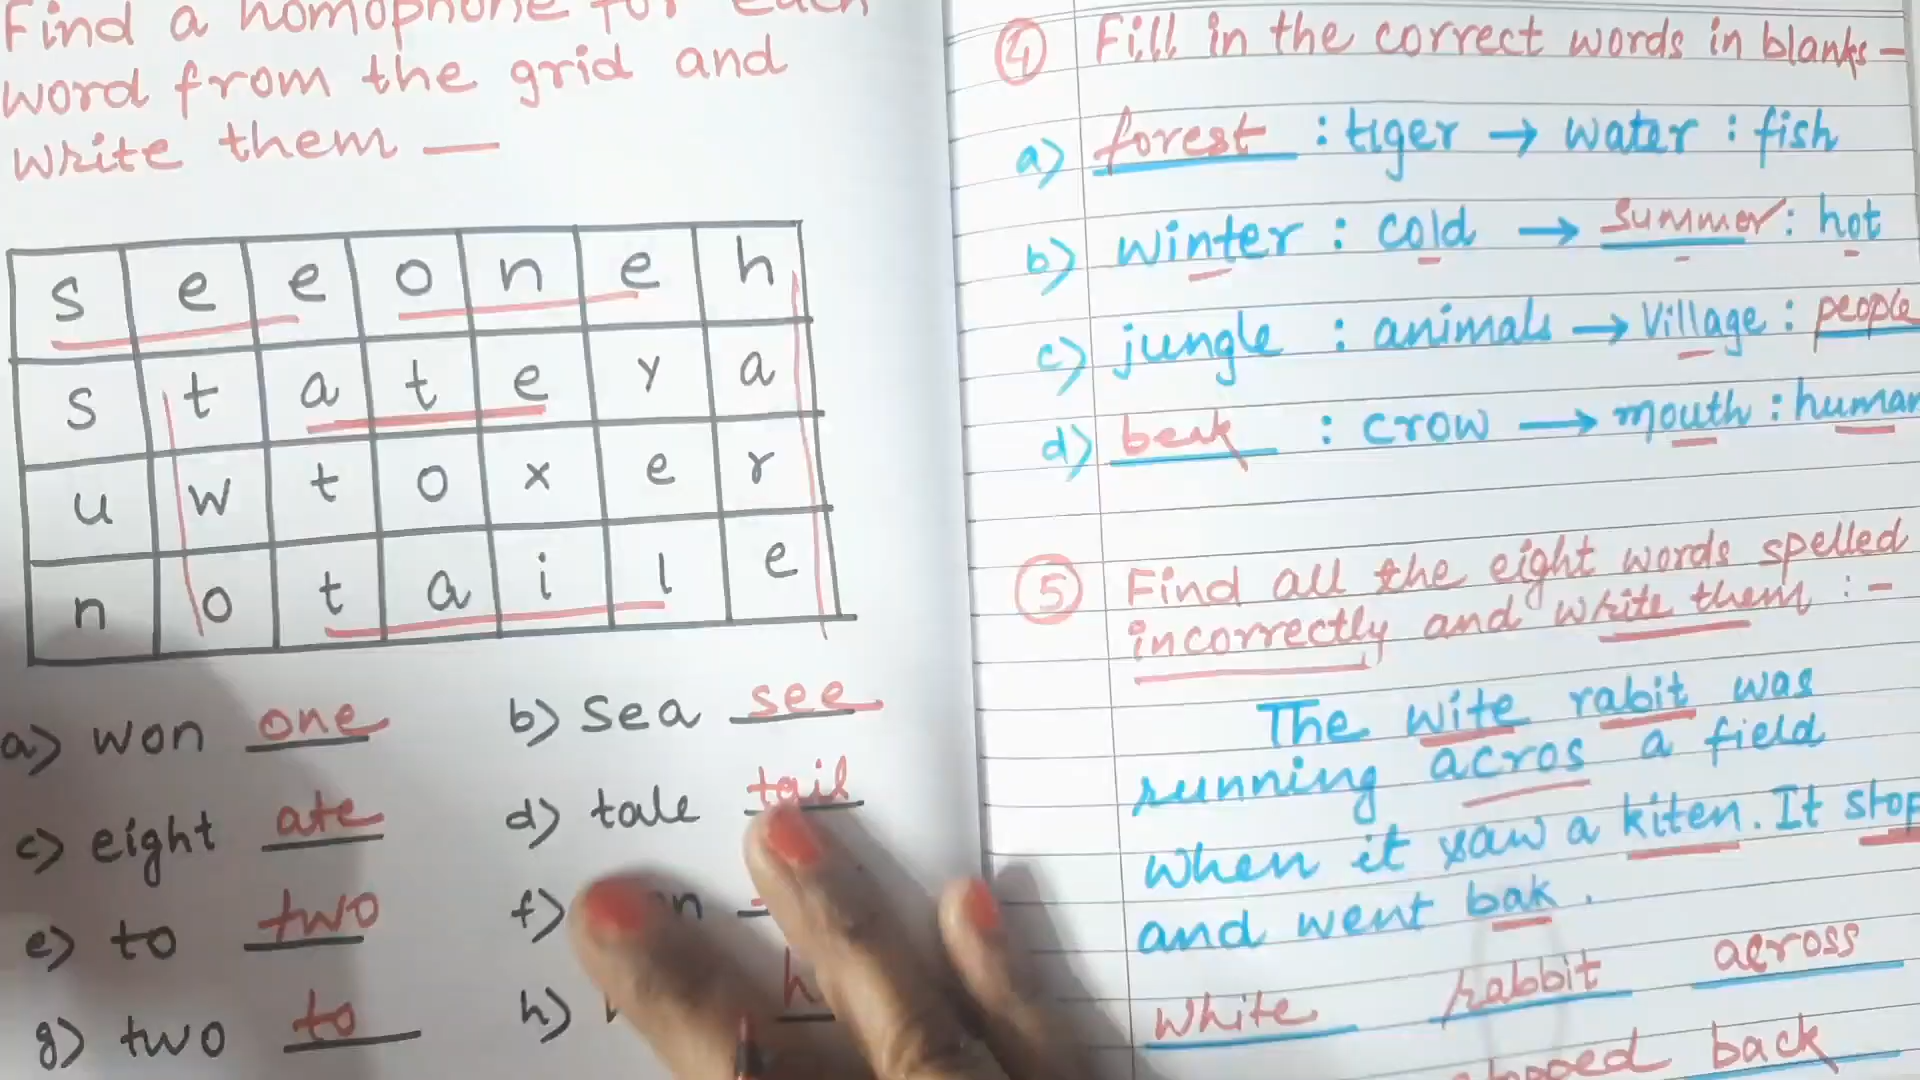 Find a homophone for each
word from the grid and
write them —
s e e o n e h
s t a t e y a
u w t o x e r
n o t a i l e
a) won one b) sea see
c) eight ate d) tale tail
e) to two f)
g) two to h)
④ Fill in the correct words in blanks —
a) forest : tiger → water : fish
b) winter : cold → summer : hot
c) jungle : animals → village : people
d) beak : crow → mouth : human
⑤ Find all the eight words spelled
incorrectly and write them : -
The wite rabit was
running acros a field
when it saw a kiten. It stop
and went bak .
white rabbit across
back